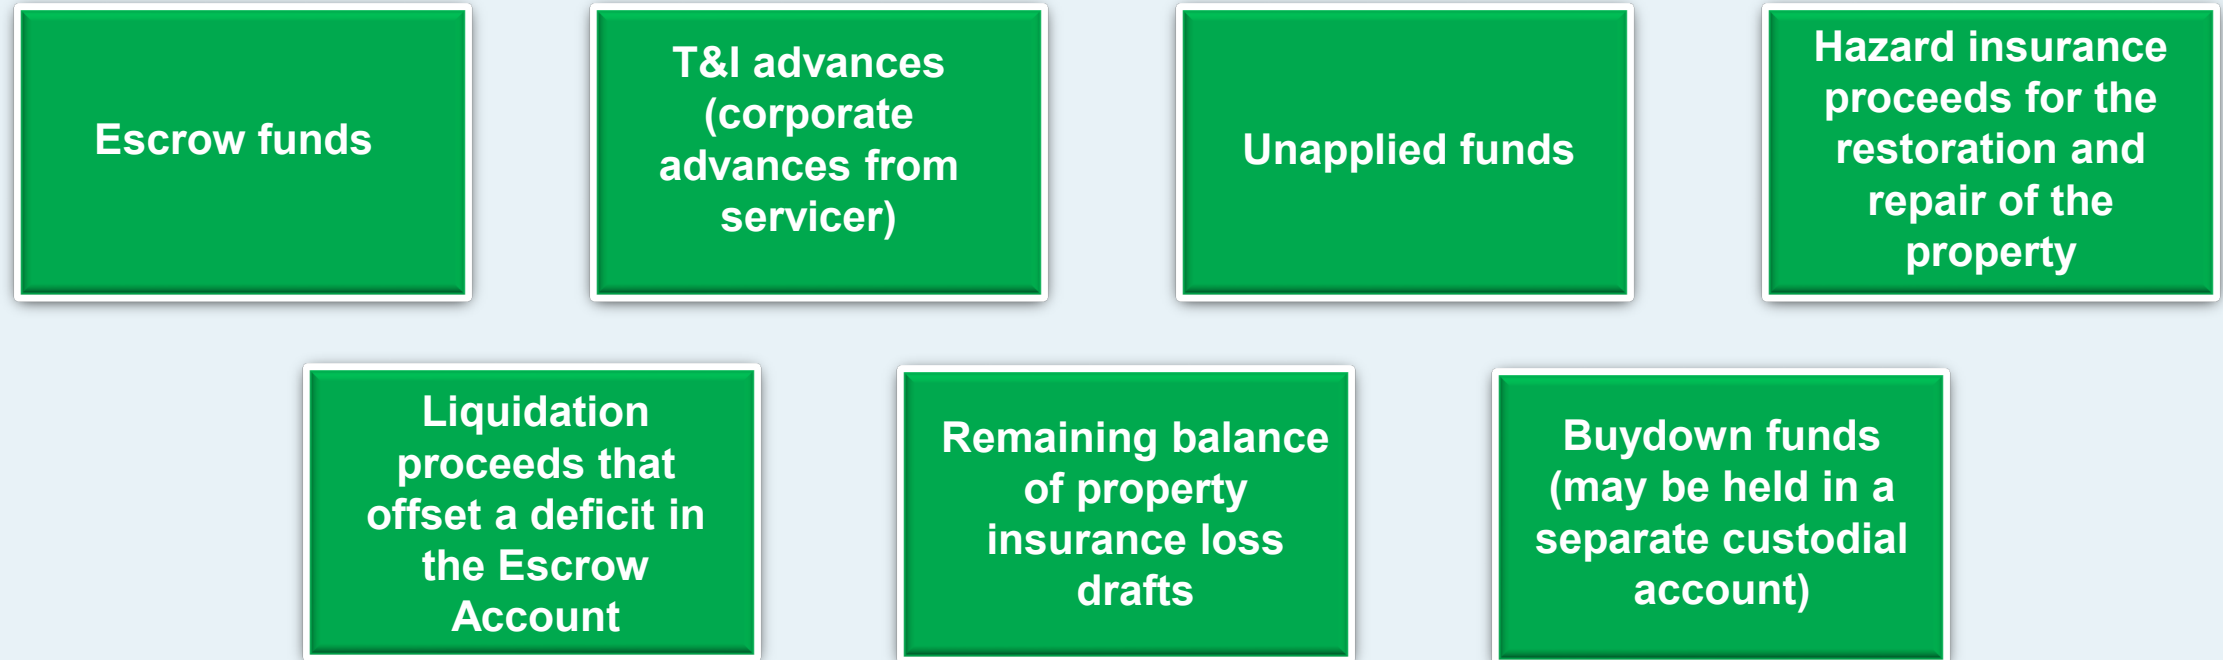 Escrow funds
T&I advances
(corporate
advances from
servicer)
Unapplied funds
Hazard insurance
proceeds for the
restoration and
repair of the
property
Liquidation
proceeds that
offset a deficit in
the Escrow
Account
Remaining balance
of property
insurance loss
drafts
Buydown funds
(may be held in a
separate custodial
account)